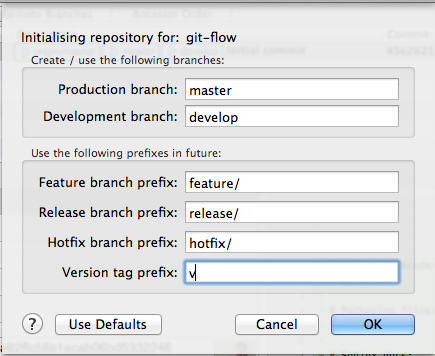 Initialising repository for: git-flow
Create / use the following branches:
Production branch: master
Development branch: develop
Use the following prefixes in future:
Feature branch prefix: feature/
Release branch prefix: release/
Hotfix branch prefix: hotfix/
Version tag prefix: v
? Use Defaults Cancel OK